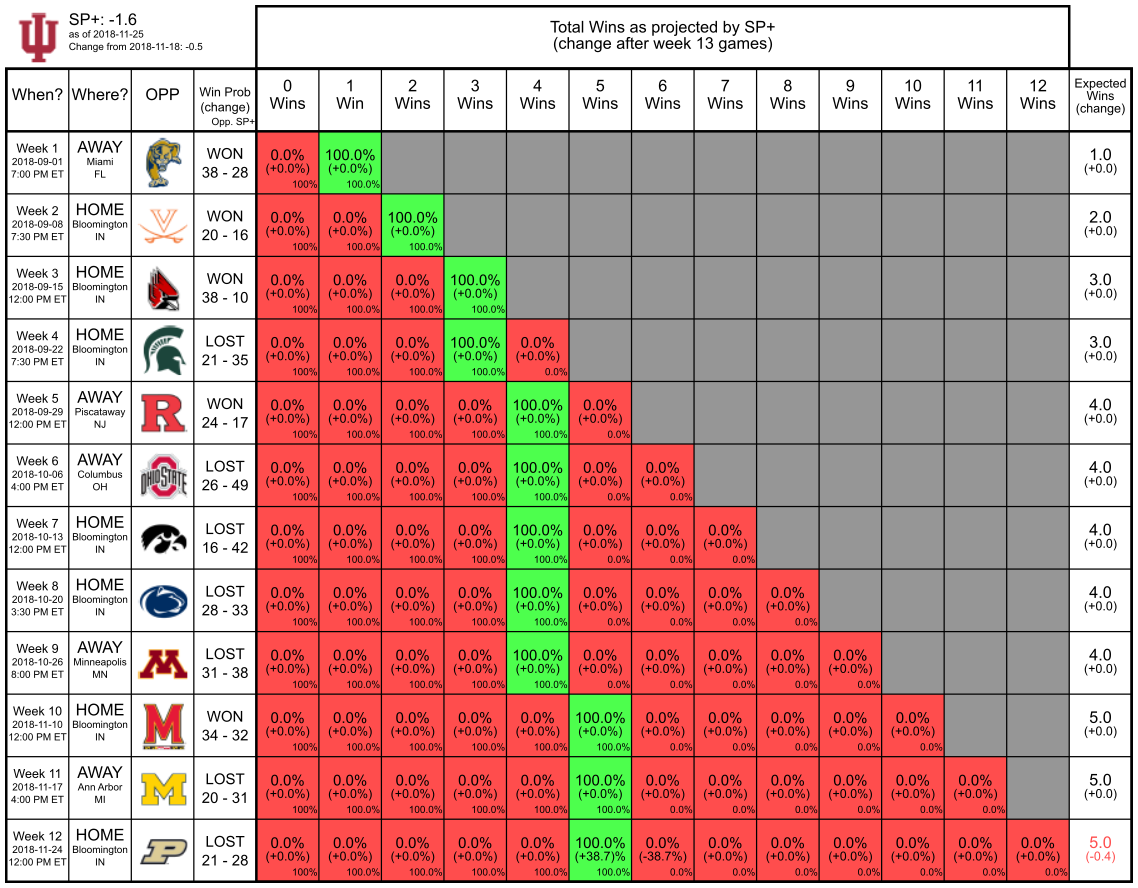 SP+: -1.6
as of 2018-11-25
Change from 2018-11-18: -0.5
Total Wins as projected by SP+
(change after week 13 games)
When? Where? OPP Win Prob (change) Opp. SP+ 0 Wins 1 Win 2 Wins 3 Wins 4 Wins 5 Wins 6 Wins 7 Wins 8 Wins 9 Wins 10 Wins 11 Wins 12 Wins Expected Wins (change)
Week 1 AWAY
2018-09-01 Miami WON 0.0% 100.0% 1.0
7:00 PM ET FL 38 - 28 (+0.0%) (+0.0%) (+0.0)
100% 100.0%
Week 2 HOME
2018-09-08 Bloomington WON 0.0% 0.0% 100.0% 2.0
7:30 PM ET IN 20 - 16 (+0.0%) (+0.0%) (+0.0%) (+0.0)
100% 100.0% 100.0%
Week 3 HOME
2018-09-15 Bloomington WON 0.0% 0.0% 0.0% 100.0% 3.0
12:00 PM ET IN 38 - 10 (+0.0%) (+0.0%) (+0.0%) (+0.0%) (+0.0)
100% 100.0% 100.0% 100.0%
Week 4 HOME
2018-09-22 Bloomington LOST 0.0% 0.0% 0.0% 100.0% 0.0% 3.0
7:30 PM ET IN 21 - 35 (+0.0%) (+0.0%) (+0.0%) (+0.0%) (+0.0%) (+0.0)
100% 100.0% 100.0% 100.0% 0.0%
Week 5 AWAY R
2018-09-29 Piscataway WON 0.0% 0.0% 0.0% 0.0% 100.0% 0.0% 4.0
12:00 PM ET NJ 24 - 17 (+0.0%) (+0.0%) (+0.0%) (+0.0%) (+0.0%) (+0.0%) (+0.0)
100% 100.0% 100.0% 100.0% 100.0% 0.0%
Week 6 AWAY OHIO STATE
2018-10-06 Columbus LOST 0.0% 0.0% 0.0% 0.0% 100.0% 0.0% 0.0% 4.0
4:00 PM ET OH 26 - 49 (+0.0%) (+0.0%) (+0.0%) (+0.0%) (+0.0%) (+0.0%) (+0.0%) (+0.0)
100% 100.0% 100.0% 100.0% 100.0% 0.0% 0.0%
Week 7 HOME
2018-10-13 Bloomington LOST 0.0% 0.0% 0.0% 0.0% 100.0% 0.0% 0.0% 0.0% 4.0
12:00 PM ET IN 16 - 42 (+0.0%) (+0.0%) (+0.0%) (+0.0%) (+0.0%) (+0.0%) (+0.0%) (+0.0%) (+0.0)
100% 100.0% 100.0% 100.0% 100.0% 0.0% 0.0% 0.0%
Week 8 HOME
2018-10-20 Bloomington LOST 0.0% 0.0% 0.0% 0.0% 100.0% 0.0% 0.0% 0.0% 0.0% 4.0
3:30 PM ET IN 28 - 33 (+0.0%) (+0.0%) (+0.0%) (+0.0%) (+0.0%) (+0.0%) (+0.0%) (+0.0%) (+0.0%) (+0.0)
100% 100.0% 100.0% 100.0% 100.0% 0.0% 0.0% 0.0% 0.0%
Week 9 AWAY M
2018-10-26 Minneapolis LOST 0.0% 0.0% 0.0% 0.0% 100.0% 0.0% 0.0% 0.0% 0.0% 0.0% 4.0
8:00 PM ET MN 31 - 38 (+0.0%) (+0.0%) (+0.0%) (+0.0%) (+0.0%) (+0.0%) (+0.0%) (+0.0%) (+0.0%) (+0.0%) (+0.0)
100% 100.0% 100.0% 100.0% 100.0% 0.0% 0.0% 0.0% 0.0% 0.0%
Week 10 HOME M
2018-11-10 Bloomington WON 0.0% 0.0% 0.0% 0.0% 0.0% 100.0% 0.0% 0.0% 0.0% 0.0% 0.0% 5.0
12:00 PM ET IN 34 - 32 (+0.0%) (+0.0%) (+0.0%) (+0.0%) (+0.0%) (+0.0%) (+0.0%) (+0.0%) (+0.0%) (+0.0%) (+0.0%) (+0.0)
100% 100.0% 100.0% 100.0% 100.0% 100.0% 0.0% 0.0% 0.0% 0.0% 0.0%
Week 11 AWAY M
2018-11-17 Ann Arbor LOST 0.0% 0.0% 0.0% 0.0% 0.0% 100.0% 0.0% 0.0% 0.0% 0.0% 0.0% 0.0% 5.0
4:00 PM ET MI 20 - 31 (+0.0%) (+0.0%) (+0.0%) (+0.0%) (+0.0%) (+0.0%) (+0.0%) (+0.0%) (+0.0%) (+0.0%) (+0.0%) (+0.0%) (+0.0)
100% 100.0% 100.0% 100.0% 100.0% 100.0% 0.0% 0.0% 0.0% 0.0% 0.0% 0.0%
Week 12 HOME P
2018-11-24 Bloomington LOST 0.0% 0.0% 0.0% 0.0% 0.0% 100.0% 0.0% 0.0% 0.0% 0.0% 0.0% 0.0% 0.0% 5.0
12:00 PM ET IN 21 - 28 (+0.0%) (+0.0%) (+0.0%) (+0.0%) (+0.0%) (+38.7)% (-38.7%) (+0.0%) (+0.0%) (+0.0%) (+0.0%) (+0.0%) (+0.0%) (-0.4)
100% 100.0% 100.0% 100.0% 100.0% 100.0% 0.0% 0.0% 0.0% 0.0% 0.0% 0.0% 0.0%